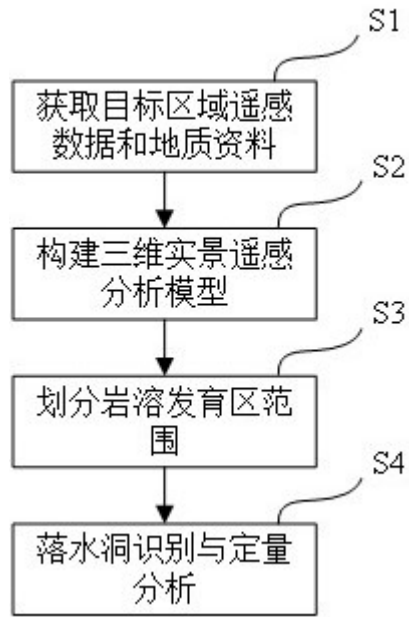 S1
获取目标区域遥感
数据和地质资料
S2
构建三维实景遥感
分析模型
S3
划分岩溶发育区范
围
S4
落水洞识别与定量
分析